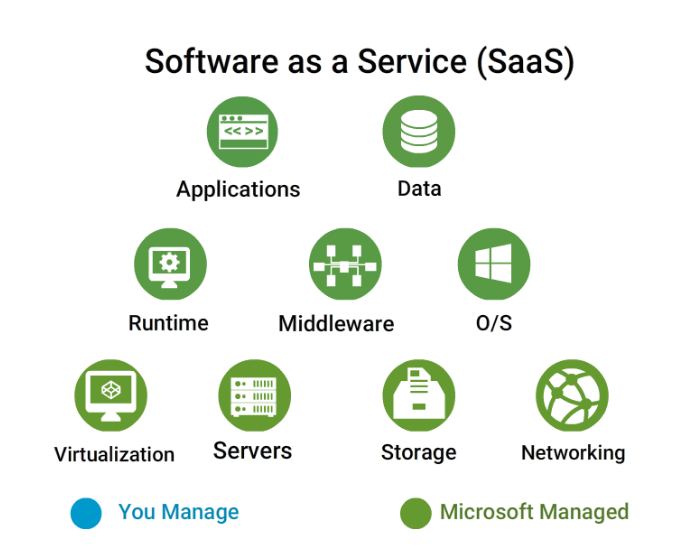 Software as a Service (SaaS)
<< >>
Applications
Data
Runtime
Middleware
O/S
Virtualization
Servers
Storage
Networking
You Manage
Microsoft Managed